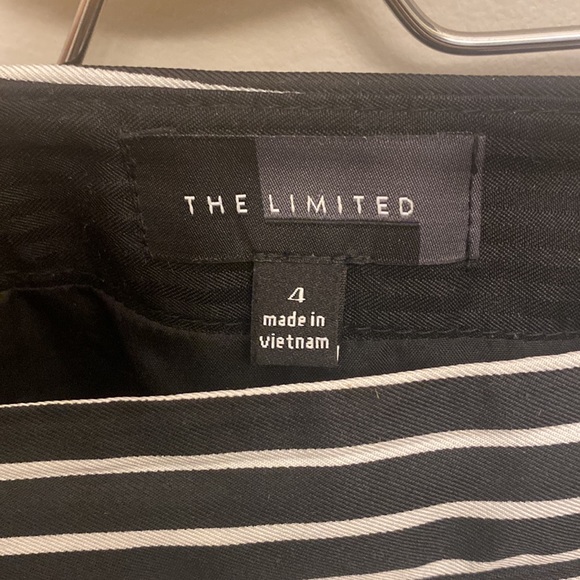 THE LIMITED
4
made in
vietnam